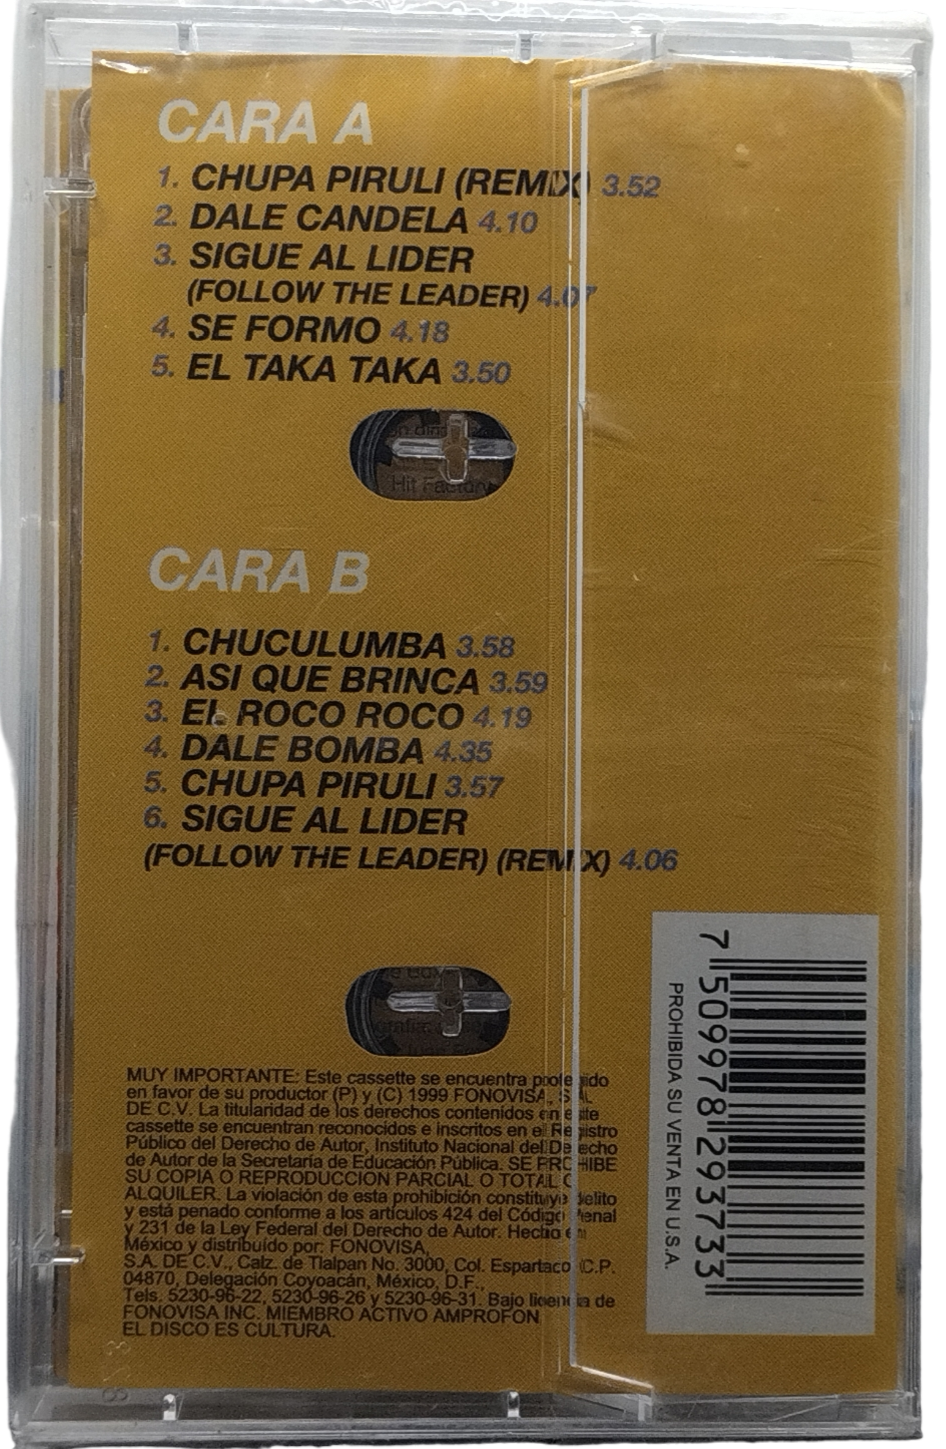 CARA A
1. CHUPA PIRULI (REMIX) 3.52
2. DALE CANDELA 4.10
3. SIGUE AL LIDER
(FOLLOW THE LEADER) 4.07
4. SE FORMO 4.18
5. EL TAKA TAKA 3.50
Hit Factory
CARA B
1. CHUCULUMBA 3.58
2. ASI QUE BRINCA 3.59
3. EL ROCO ROCO 4.19
4. DALE BOMBA 4.35
5. CHUPA PIRULI 3.57
6. SIGUE AL LIDER
(FOLLOW THE LEADER) (REMIX) 4.06
MUY IMPORTANTE: Este cassette se encuentra protegido
en favor de su productor (P) y (C) 1999 FONOVISA, S.A.
DE C.V. La titularidad de los derechos contenidos en este
cassette se encuentran reconocidos e inscritos en el Registro
Público del Derecho de Autor, Instituto Nacional del Derecho
de Autor de la Secretaría de Educación Pública. SE PROHIBE
SU COPIA O REPRODUCCION PARCIAL O TOTAL O
ALQUILER. La violación de esta prohibición constituye delito
y está penado conforme a los artículos 424 del Código Penal
y 231 de la Ley Federal del Derecho de Autor. Hecho en
México y distribuído por: FONOVISA,
S.A. DE C.V., Calz. de Tlalpan No. 3000, Col. Espartaco C.P.
04870, Delegación Coyoacán, México, D.F.,
Tels. 5230-96-22, 5230-96-26 y 5230-96-31. Bajo licencia de
FONOVISA INC. MIEMBRO ACTIVO AMPROFON
EL DISCO ES CULTURA.
7 509978 293733
PROHIBIDA SU VENTA EN U.S.A.